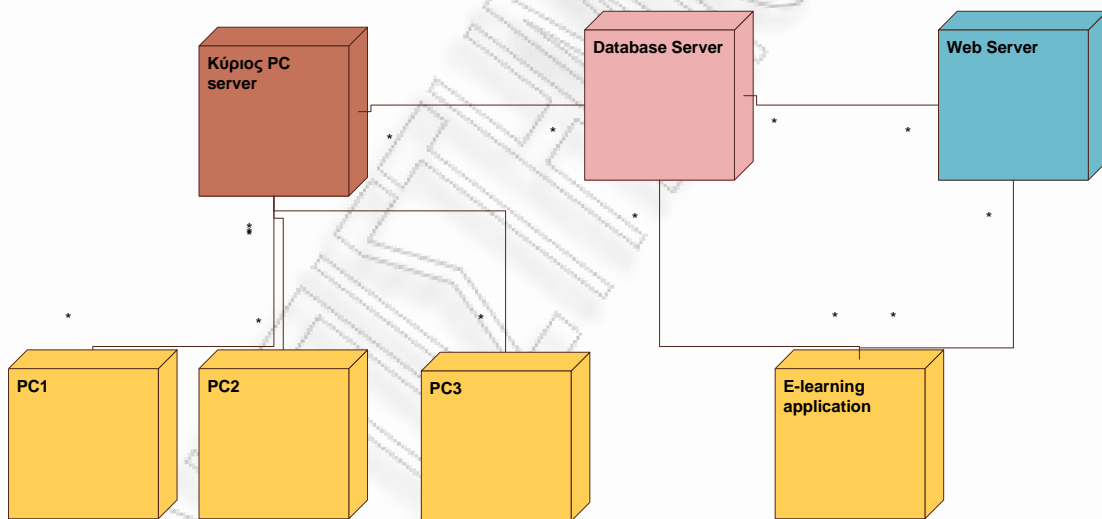 Κύριος PC
server
Database Server
Web Server
*
*
*
*
*
*
*
*
*
*
*
*
*
PC1
PC2
PC3
E-learning
application